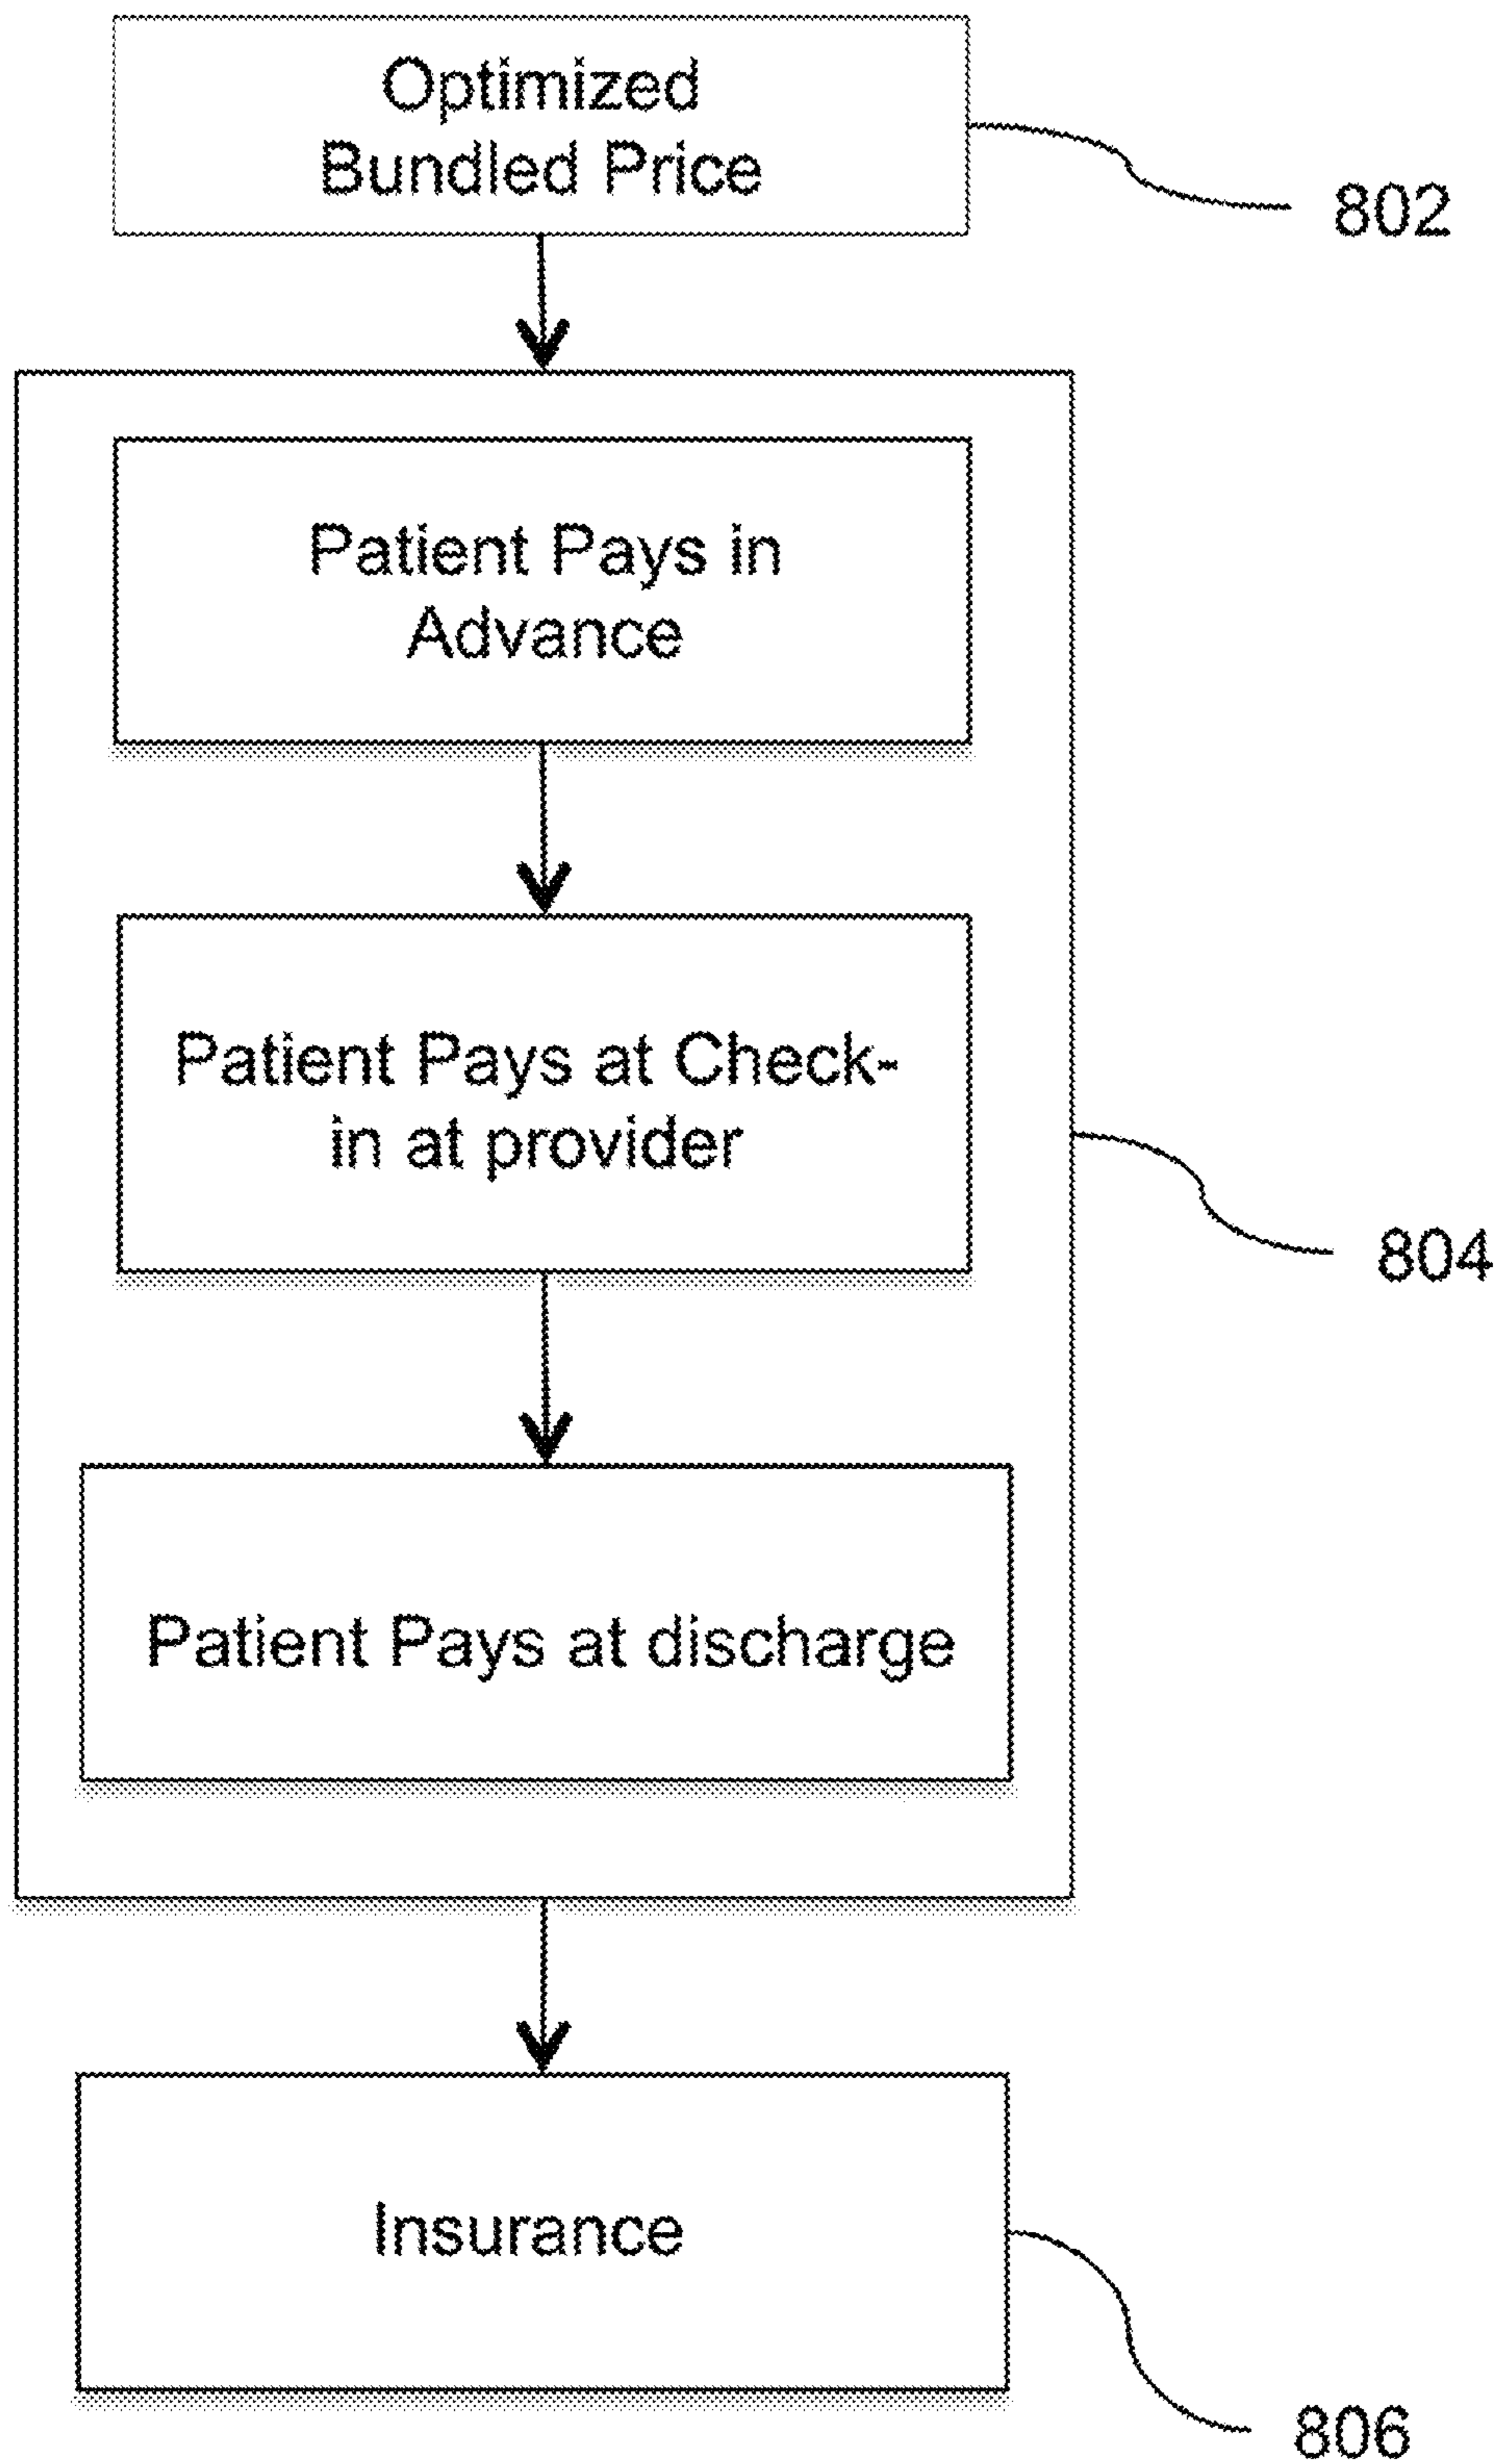 Optimized
Bundled Price
802
Patient Pays in
Advance
Patient Pays at Check-
in at provider
804
Patient Pays at discharge
Insurance
806